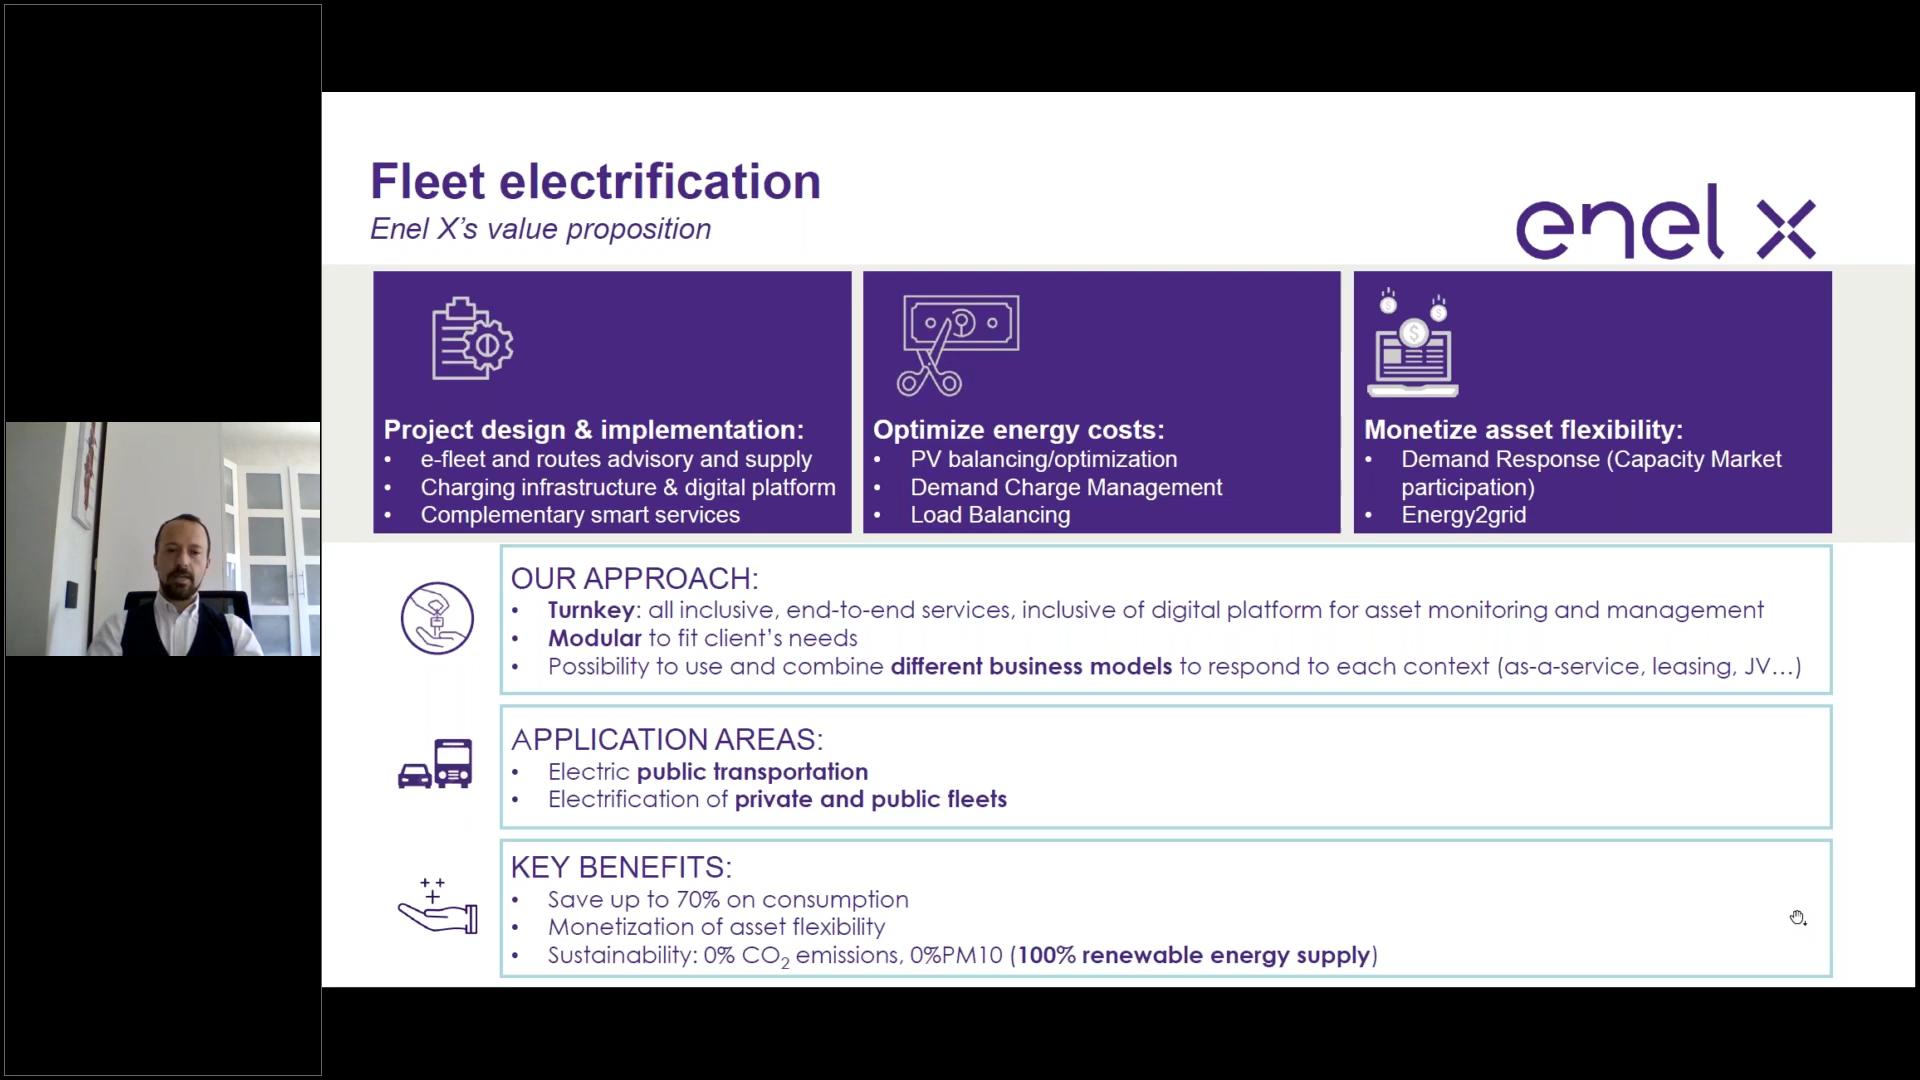 Fleet electrification
Enel X’s value proposition
enel x
Project design & implementation:
• e-fleet and routes advisory and supply
• Charging infrastructure & digital platform
• Complementary smart services
Optimize energy costs:
• PV balancing/optimization
• Demand Charge Management
• Load Balancing
Monetize asset flexibility:
• Demand Response (Capacity Market
participation)
• Energy2grid
OUR APPROACH:
• Turnkey: all inclusive, end-to-end services, inclusive of digital platform for asset monitoring and management
• Modular to fit client’s needs
• Possibility to use and combine different business models to respond to each context (as-a-service, leasing, JV...)
APPLICATION AREAS:
• Electric public transportation
• Electrification of private and public fleets
KEY BENEFITS:
• Save up to 70% on consumption
• Monetization of asset flexibility
• Sustainability: 0% CO2 emissions, 0%PM10 (100% renewable energy supply)